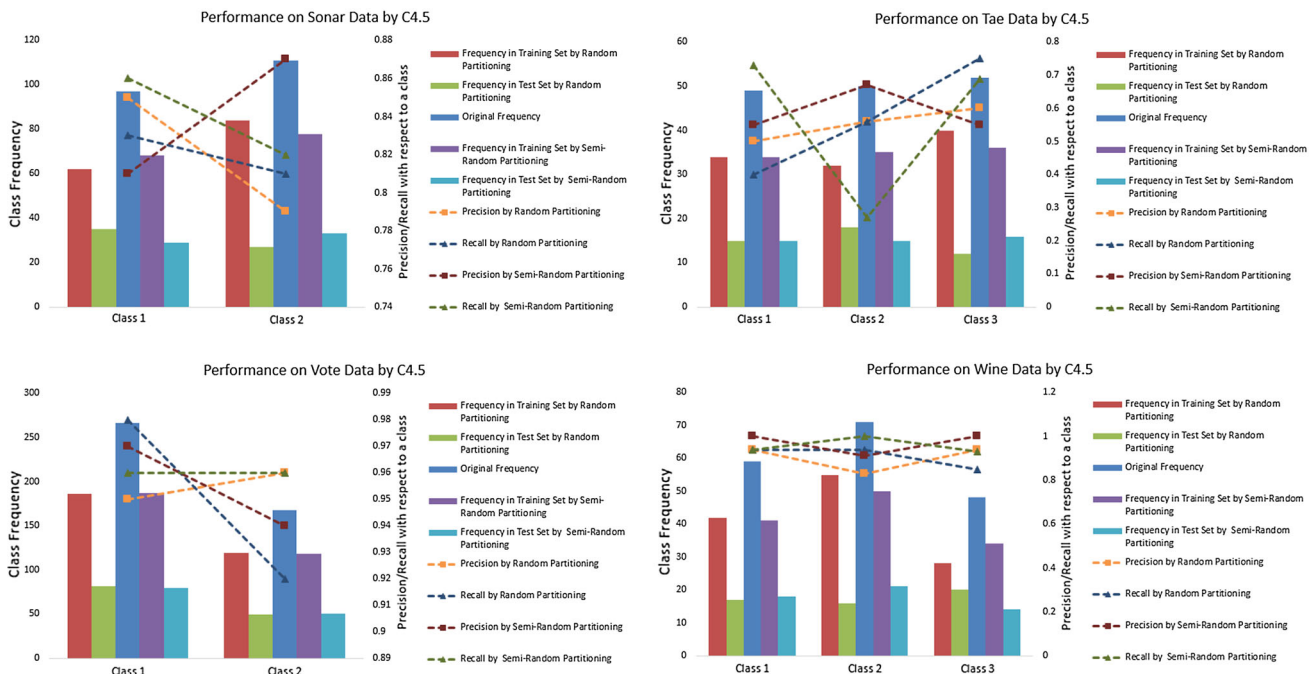 Performance on Sonar Data by C4.5
Class Frequency
120
100
80
60
40
20
0
Class 1
Class 2
0.88
0.86
0.84
0.82
0.8
0.78
0.76
0.74
Precision/Recall with respect to a class
Frequency in Training Set by Random
Partitioning
Frequency in Test Set by Random
Partitioning
Original Frequency
Frequency in Training Set by Semi-
Random Partitioning
Frequency in Test Set by Semi-Random
Partitioning
Precision by Random Partitioning
Recall by Random Partitioning
Precision by Semi-Random Partitioning
Recall by Semi-Random Partitioning
Performance on Tae Data by C4.5
Class Frequency
60
50
40
30
20
10
0
Class 1
Class 2
Class 3
0.8
0.7
0.6
0.5
0.4
0.3
0.2
0.1
0
Precision/Recall with respect to a class
Frequency in Training Set by Random
Partitioning
Frequency in Test Set by Random
Partitioning
Original Frequency
Frequency in Training Set by Semi-Random
Partitioning
Frequency in Test Set by Semi-Random
Partitioning
Precision by Random Partitioning
Recall by Random Partitioning
Precision by Semi-Random Partitioning
Recall by Semi-Random Partitioning
Performance on Vote Data by C4.5
Class Frequency
300
250
200
150
100
50
0
Class 1
Class 2
0.99
0.98
0.97
0.96
0.95
0.94
0.93
0.92
0.91
0.9
0.89
Precision/Recall with respect to a class
Frequency in Training Set by Random
Partitioning
Frequency in Test Set by Random
Partitioning
Original Frequency
Frequency in Training Set by Semi-
Random Partitioning
Frequency in Test Set by Semi-Random
Partitioning
Precision by Random Partitioning
Recall by Random Partitioning
Precision by Semi-Random Partitioning
Recall by Semi-Random Partitioning
Performance on Wine Data by C4.5
Class Frequency
80
70
60
50
40
30
20
10
0
Class 1
Class 2
Class 3
1.2
1
0.8
0.6
0.4
0.2
0
Precision/Recall with respect to a class
Frequency in Training Set by Random
Partitioning
Frequency in Test Set by Random
Partitioning
Original Frequency
Frequency in Training Set by Semi-Random
Partitioning
Frequency in Test Set by Semi-Random
Partitioning
Precision by Random Partitioning
Recall by Random Partitioning
Precision by Semi-Random Partitioning
Recall by Semi-Random Partitioning